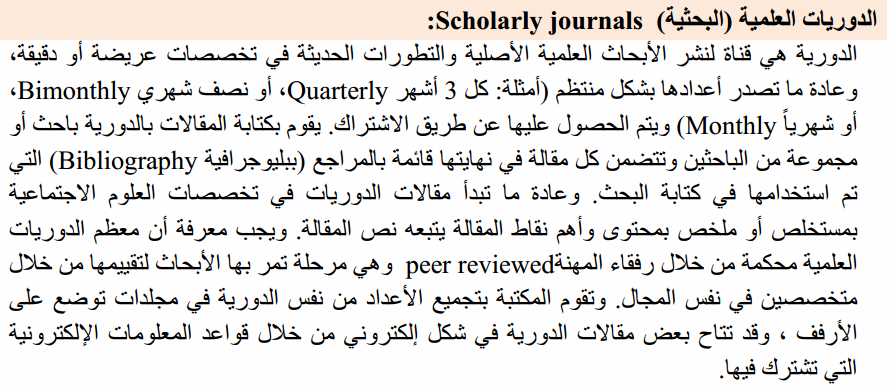 الدوريات العلمية (البحثية) Scholarly journals:
الدورية هي قناة لنشر الأبحاث العلمية الأصلية والتطورات الحديثة في تخصصات عريضة أو دقيقة،
وعادة ما تصدر أعدادها بشكل منتظم (أمثلة: كل 3 أشهر Quarterly، أو نصف شهري Bimonthly،
أو شهرياً Monthly) ويتم الحصول عليها عن طريق الاشتراك. يقوم بكتابة المقالات بالدورية باحث أو
مجموعة من الباحثين وتتضمن كل مقالة في نهايتها قائمة بالمراجع (ببليوجرافية Bibliography) التي
تم استخدامها في كتابة البحث. وعادة ما تبدأ مقالات الدوريات في تخصصات العلوم الاجتماعية
بمستخلص أو ملخص بمحتوى وأهم نقاط المقالة يتبعه نص المقالة. ويجب معرفة أن معظم الدوريات
العلمية محكمة من خلال رفقاء المهنةpeer reviewed وهي مرحلة تمر بها الأبحاث لتقييمها من خلال
متخصصين في نفس المجال. وتقوم المكتبة بتجميع الأعداد من نفس الدورية في مجلدات توضع على
الأرفف ، وقد تتاح بعض مقالات الدورية في شكل إلكتروني من خلال قواعد المعلومات الإلكترونية
التي تشترك فيها.